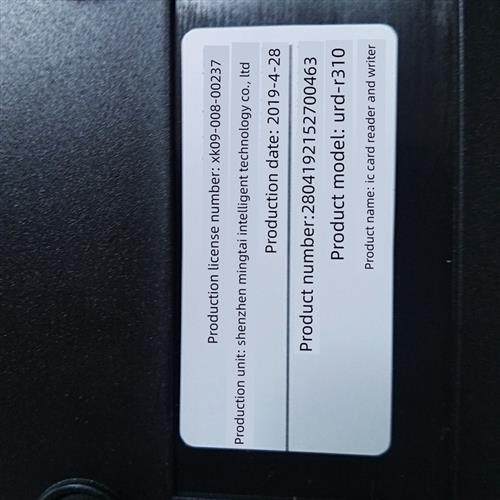 Production license number: xk09-008-00237
Production unit: shenzhen mingtai intelligent technology co., ltd
Production date: 2019-4-28
Product number:2804192152700463
Product model: urd-r310
Product name: ic card reader and writer